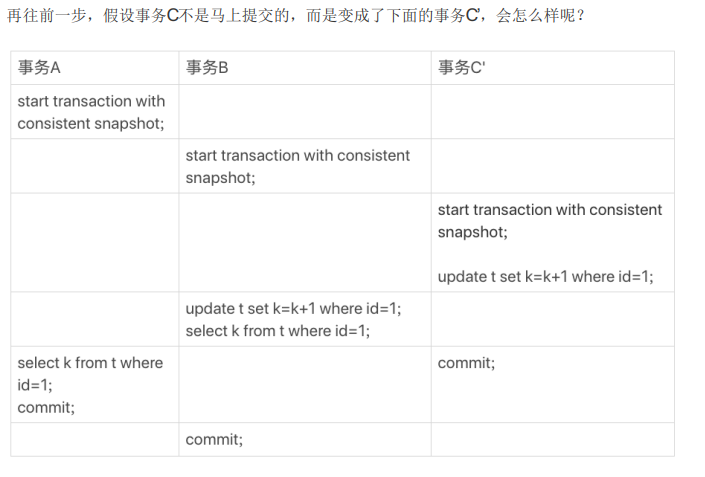 再往前一步，假设事务C不是马上提交的，而是变成了下面的事务C'，会怎么样呢？
事务A
事务B
事务C'
start transaction with
consistent snapshot;
start transaction with consistent
snapshot;
start transaction with consistent
snapshot;
update t set k=k+1 where id=1;
update t set k=k+1 where id=1;
select k from t where id=1;
select k from t where
id=1;
commit;
commit;
commit;